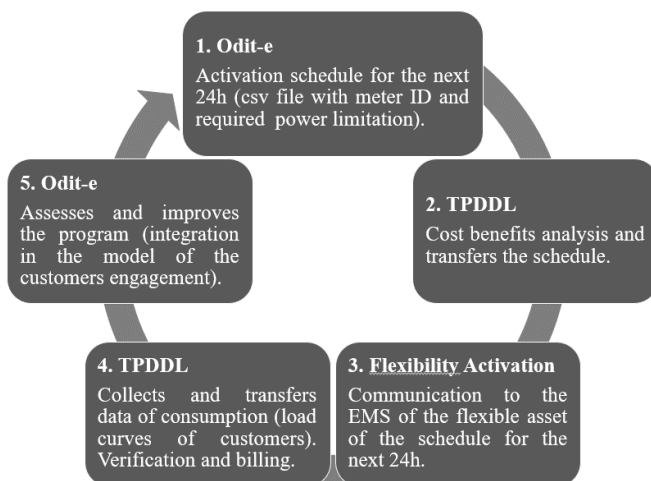 1. Odit-e
Activation schedule for the next
24h (csv file with meter ID and
required power limitation).
2. TPDDL
Cost benefits analysis and
transfers the schedule.
3. Flexibility Activation
Communication to the
EMS of the flexible asset
of the schedule for the
next 24h.
4. TPDDL
Collects and transfers
data of consumption (load
curves of customers).
Verification and billing.
5. Odit-e
Assesses and improves
the program (integration
in the model of the
customers engagement).